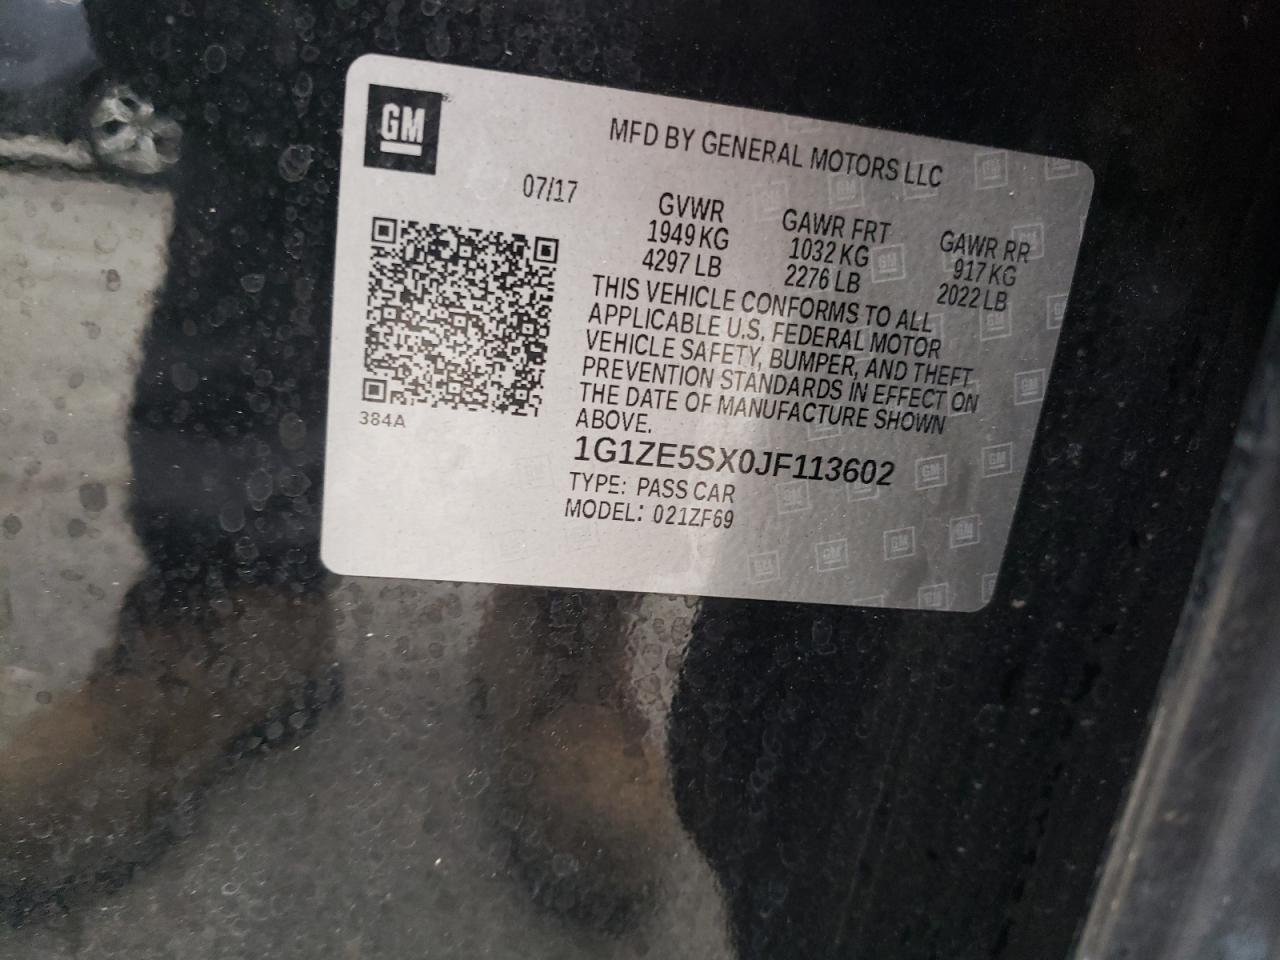 GM
MFD BY GENERAL MOTORS LLC
07/17
GVWR
1949 KG
4297 LB
GAWR FRT
1032 KG
2276 LB
GAWR RR
917 KG
2022 LB
THIS VEHICLE CONFORMS TO ALL
APPLICABLE U.S. FEDERAL MOTOR
VEHICLE SAFETY, BUMPER, AND THEFT
PREVENTION STANDARDS IN EFFECT ON
THE DATE OF MANUFACTURE SHOWN
ABOVE.
384A
1G1ZE5SX0JF113602
TYPE: PASS CAR
MODEL: 021ZF69